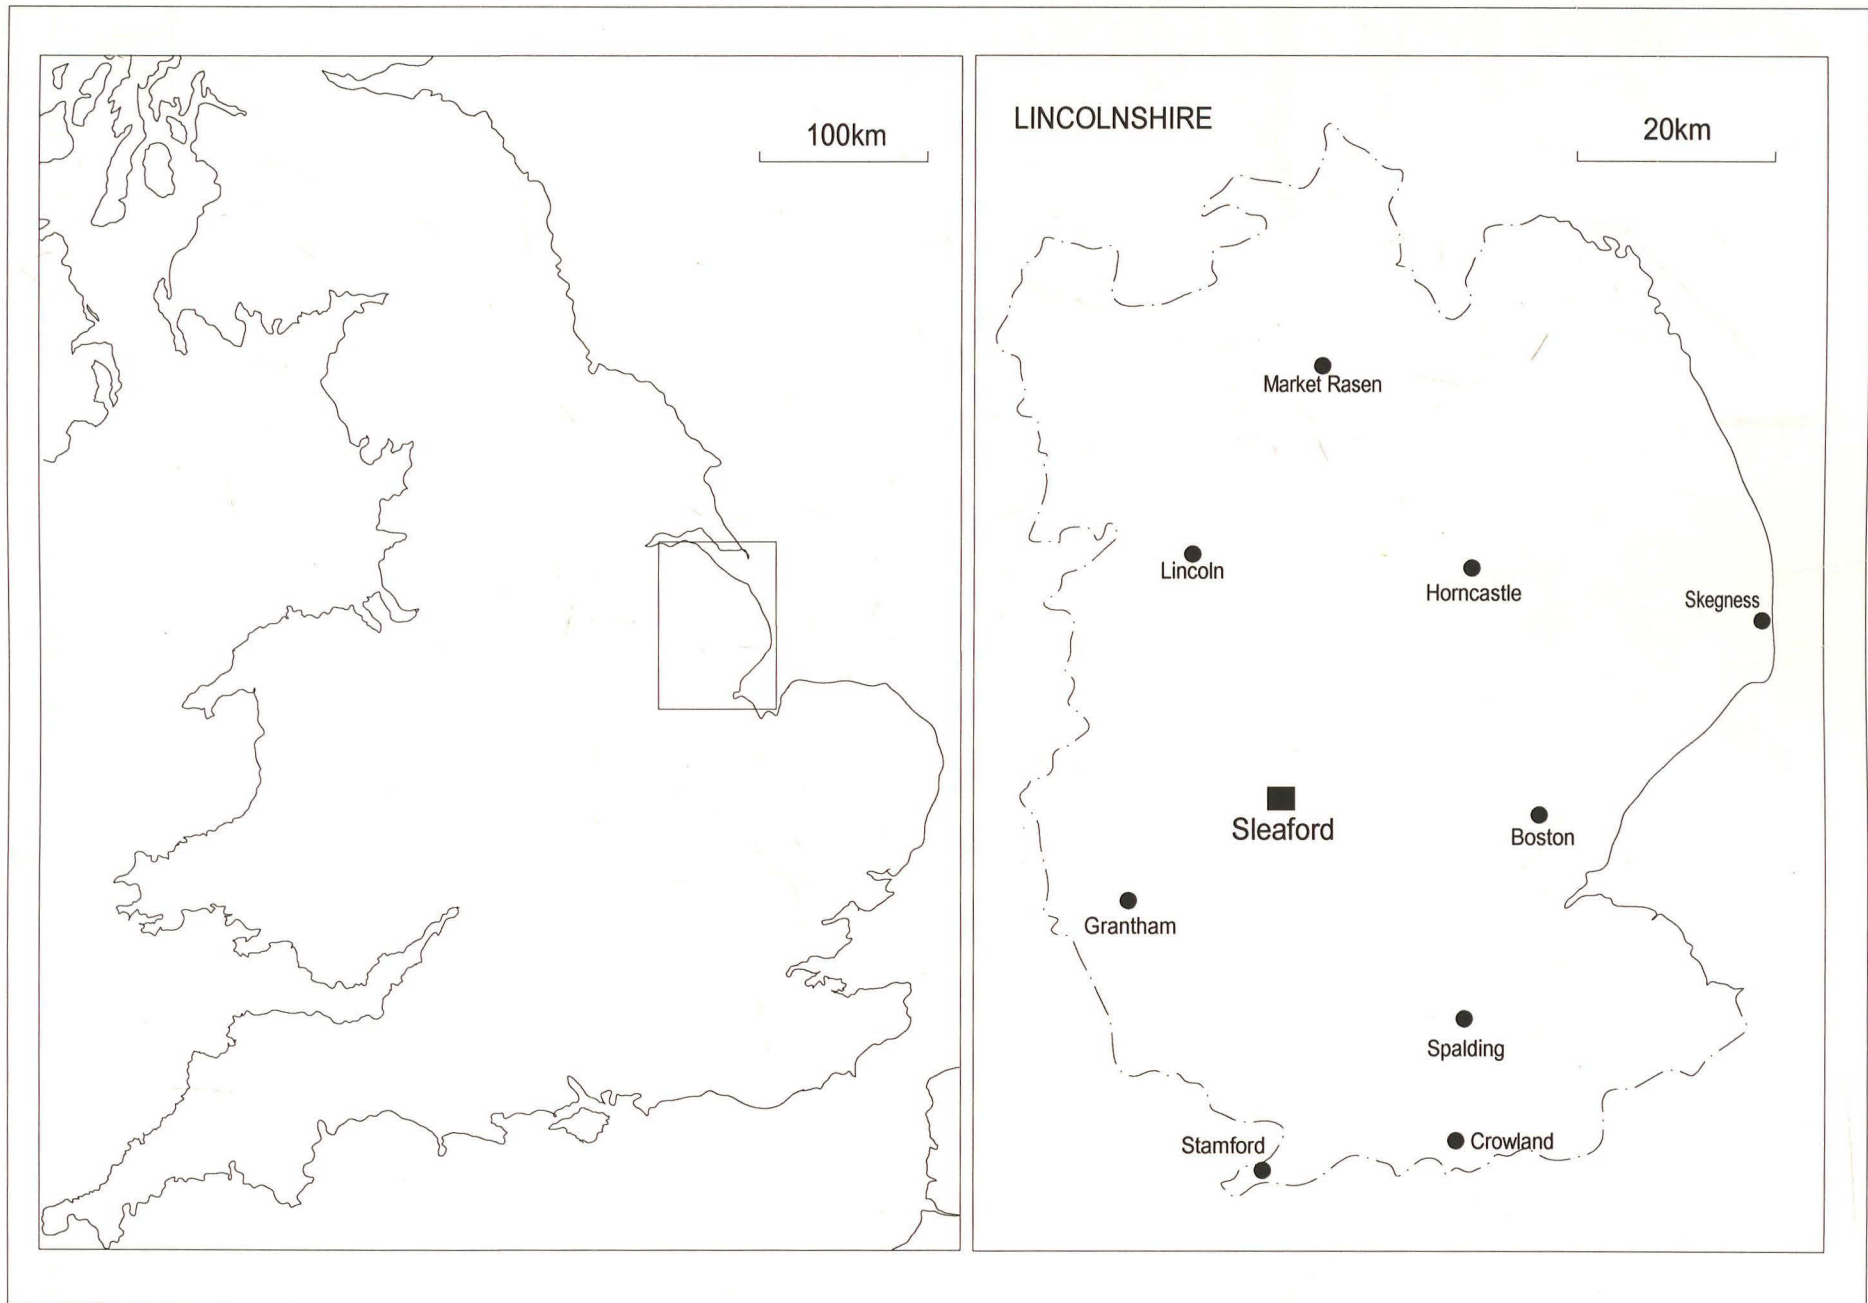 100km
LINCOLNSHIRE
20km
Market Rasen
Lincoln
Horncastle
Skegness
Sleaford
Boston
Grantham
Spalding
Stamford
Crowland